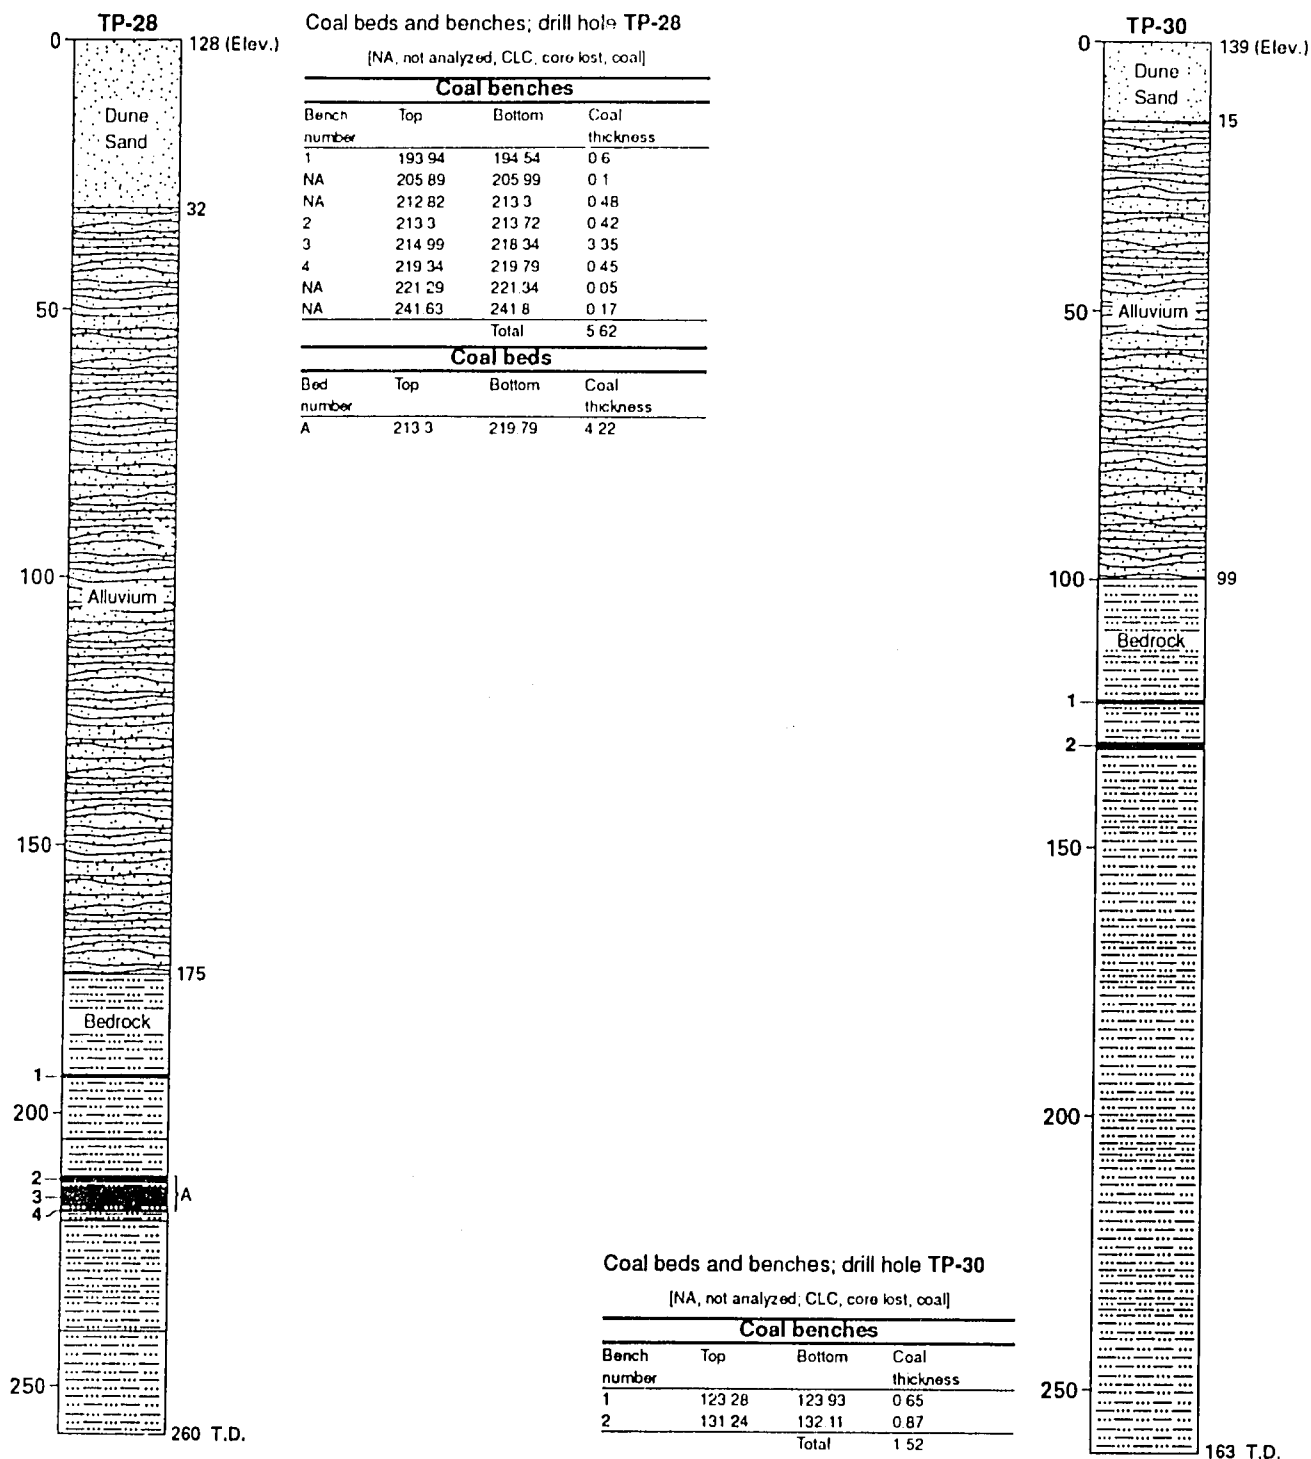 TP-28
0
128 (Elev.)
Dune
Sand
32
50
100
Alluvium
150
175
Bedrock
1
200
2
3
A
4
250
260 T.D.
Coal beds and benches; drill hole TP-28
[NA, not analyzed, CLC, core lost, coal]
Coal benches
Bench Top Bottom Coal
number thickness
1 193 94 194 54 0 6
NA 205 89 205 99 0 1
NA 212 82 213 3 0 48
2 213 3 213 72 0 42
3 214 99 218 34 3 35
4 219 34 219 79 0 45
NA 221 29 221 34 0 05
NA 241 63 241 8 0 17
Total 5 62
Coal beds
Bed Top Bottom Coal
number thickness
A 213 3 219 79 4 22
TP-30
0
139 (Elev.)
Dune
Sand
15
50
Alluvium
100
99
Bedrock
1
2
150
200
250
163 T.D.
Coal beds and benches; drill hole TP-30
[NA, not analyzed; CLC, core lost, coal]
Coal benches
Bench Top Bottom Coal
number thickness
1 123 28 123 93 0 65
2 131 24 132 11 0 87
Total 1 52